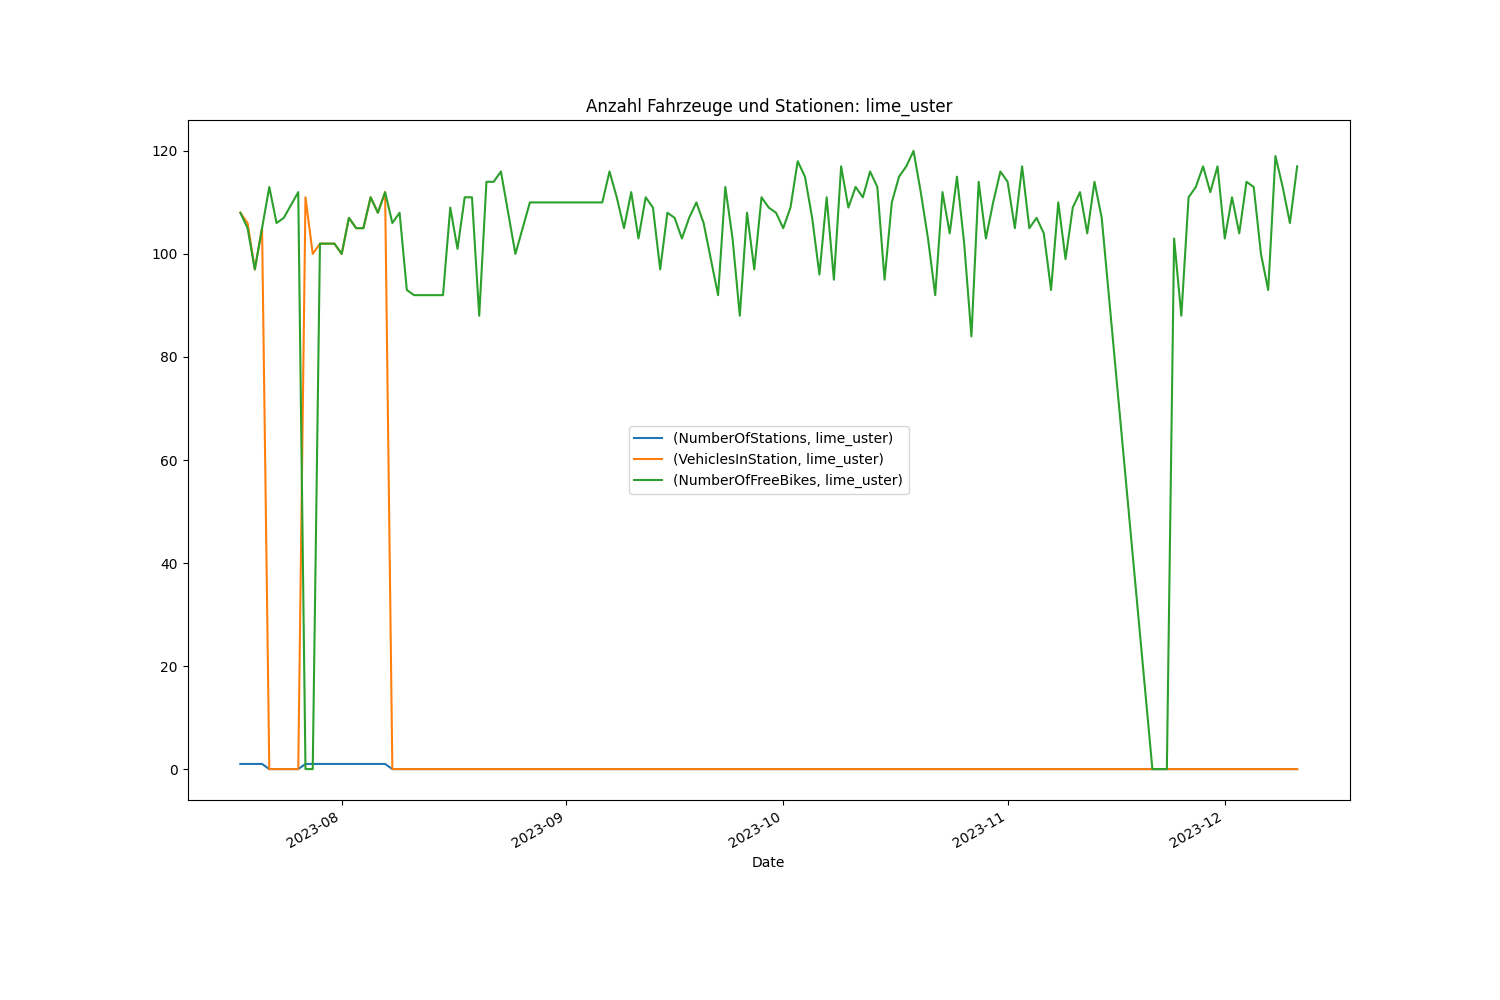 Anzahl Fahrzeuge und Stationen: lime_uster
120
100
80
60
40
20
0
(NumberOfStations, lime_uster)
(VehiclesInStation, lime_uster)
(NumberOfFreeBikes, lime_uster)
2023-08
2023-09
2023-10
2023-11
2023-12
Date